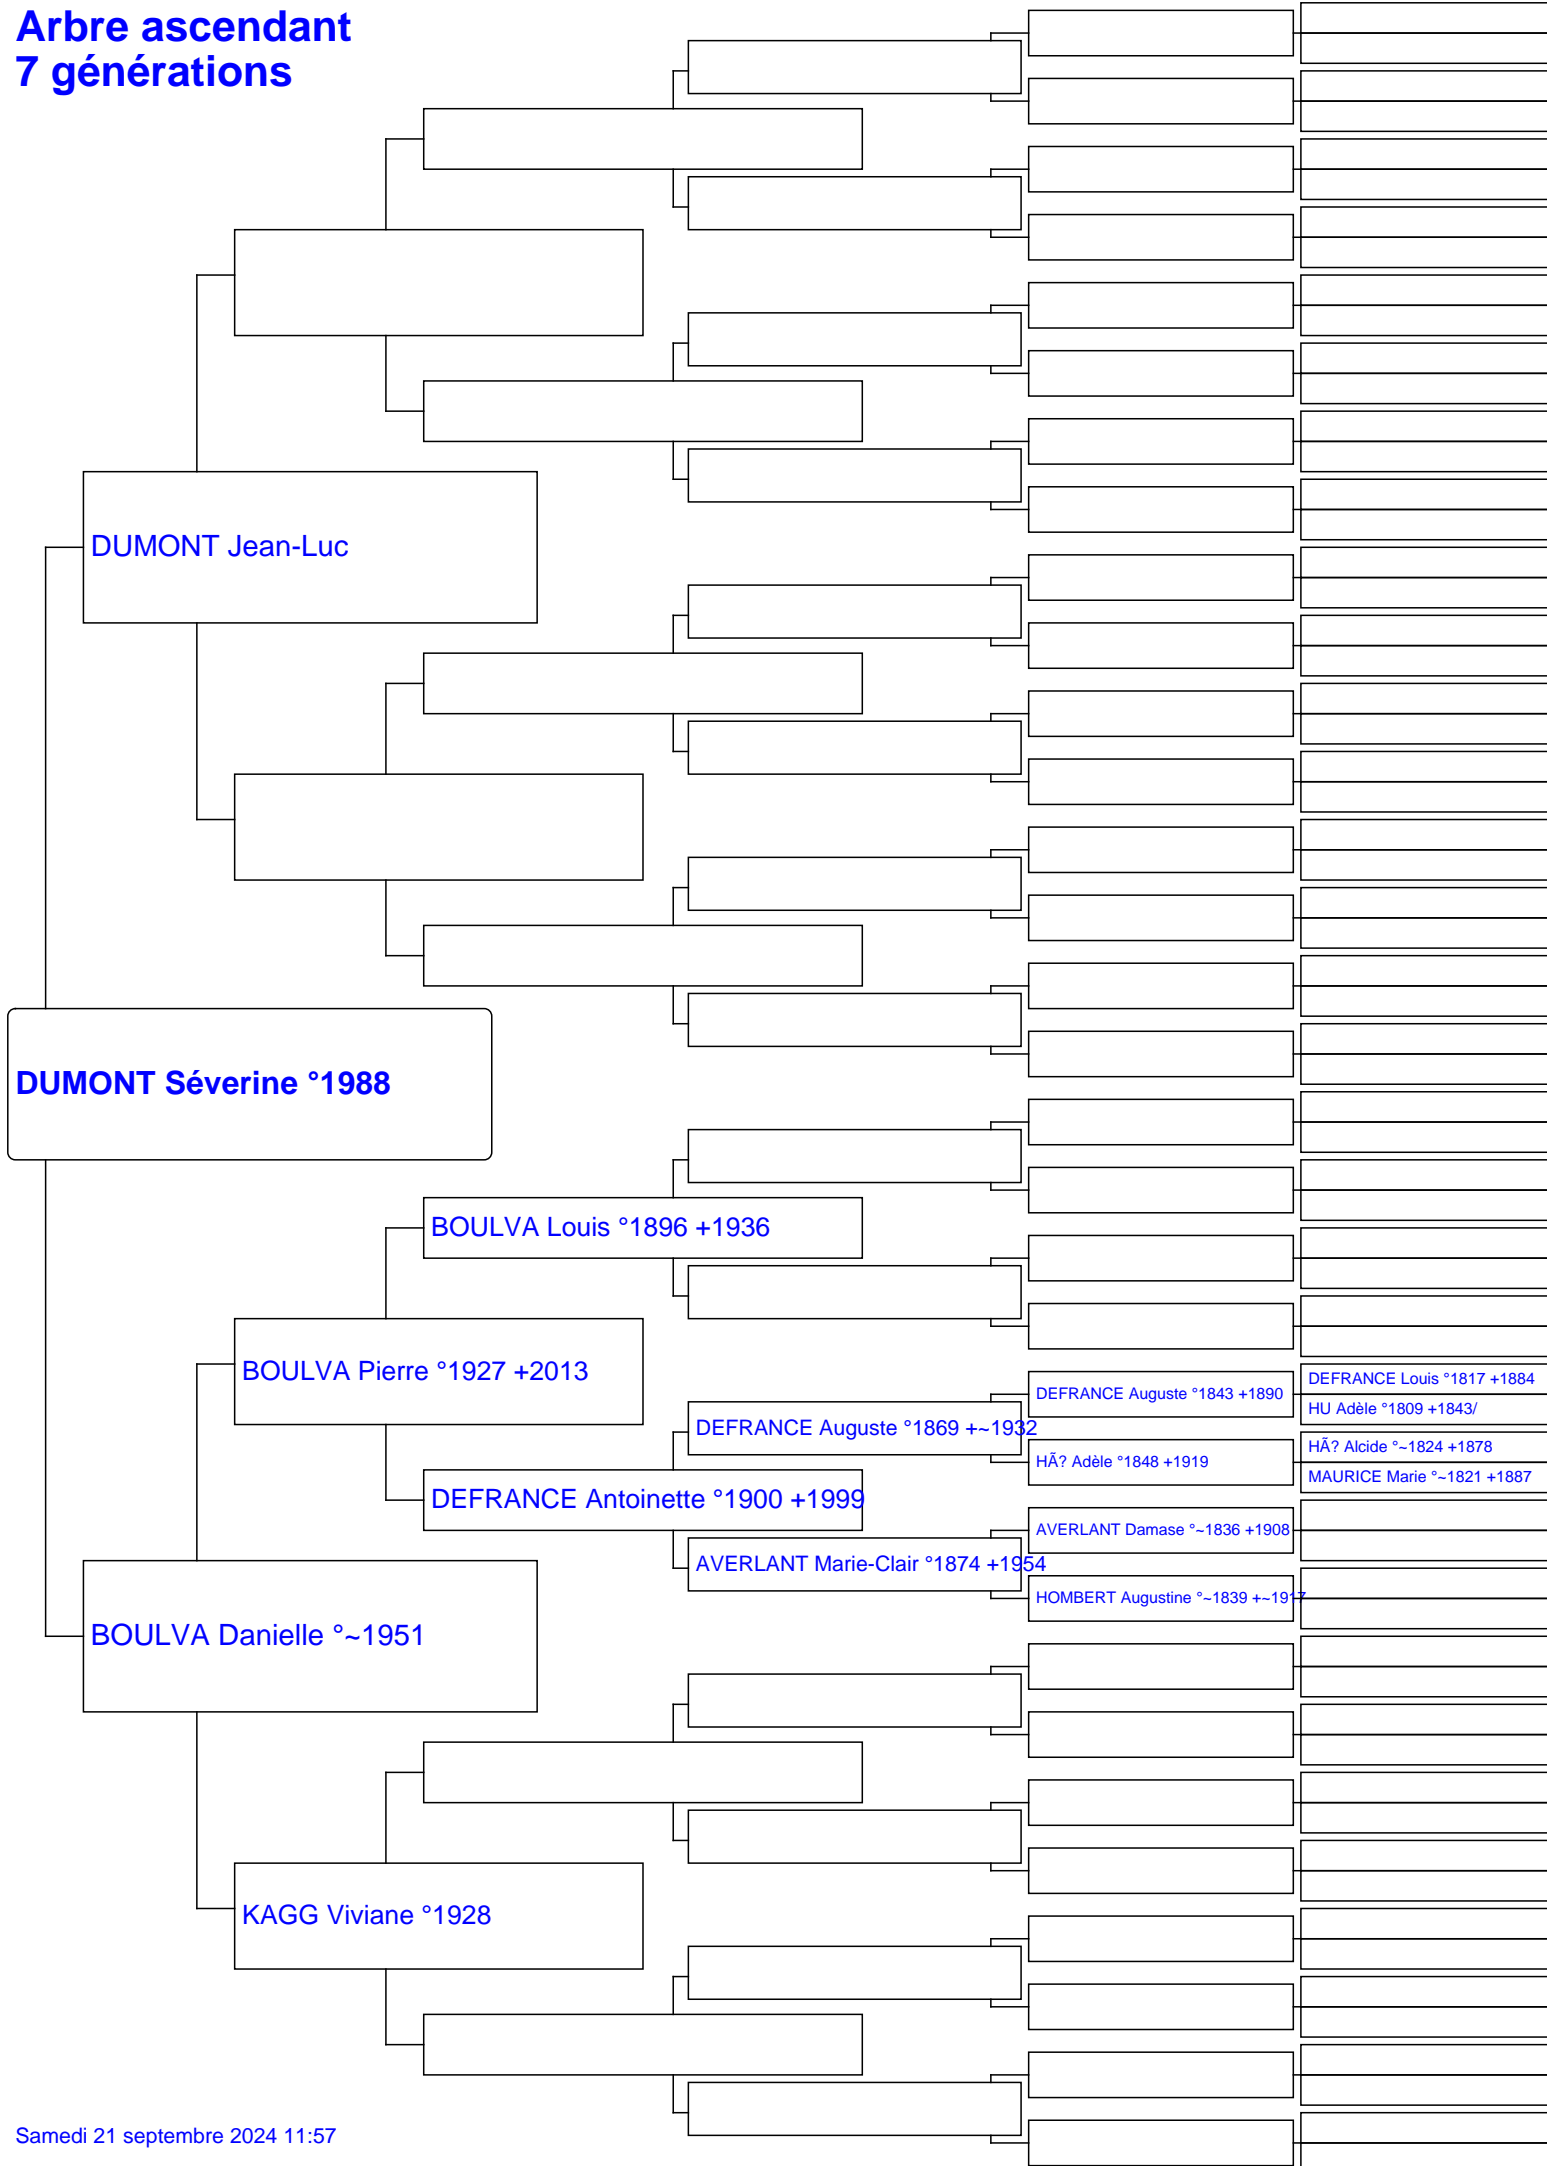 Arbre ascendant
7 générations
DUMONT Jean-Luc
DUMONT Séverine °1988
BOULVA Louis °1896 +1936
BOULVA Pierre °1927 +2013
DEFRANCE Louis °1817 +1884
DEFRANCE Auguste °1843 +1890
HU Adèle °1809 +1843/
DEFRANCE Auguste °1869 +~1932
HÃ? Alcide °~1824 +1878
HÃ? Adèle °1848 +1919
MAURICE Marie °~1821 +1887
DEFRANCE Antoinette °1900 +1999
AVERLANT Damase °~1836 +1908
AVERLANT Marie-Clair °1874 +1954
HOMBERT Augustine °~1839 +~1917
BOULVA Danielle °~1951
KAGG Viviane °1928
Samedi 21 septembre 2024 11:57